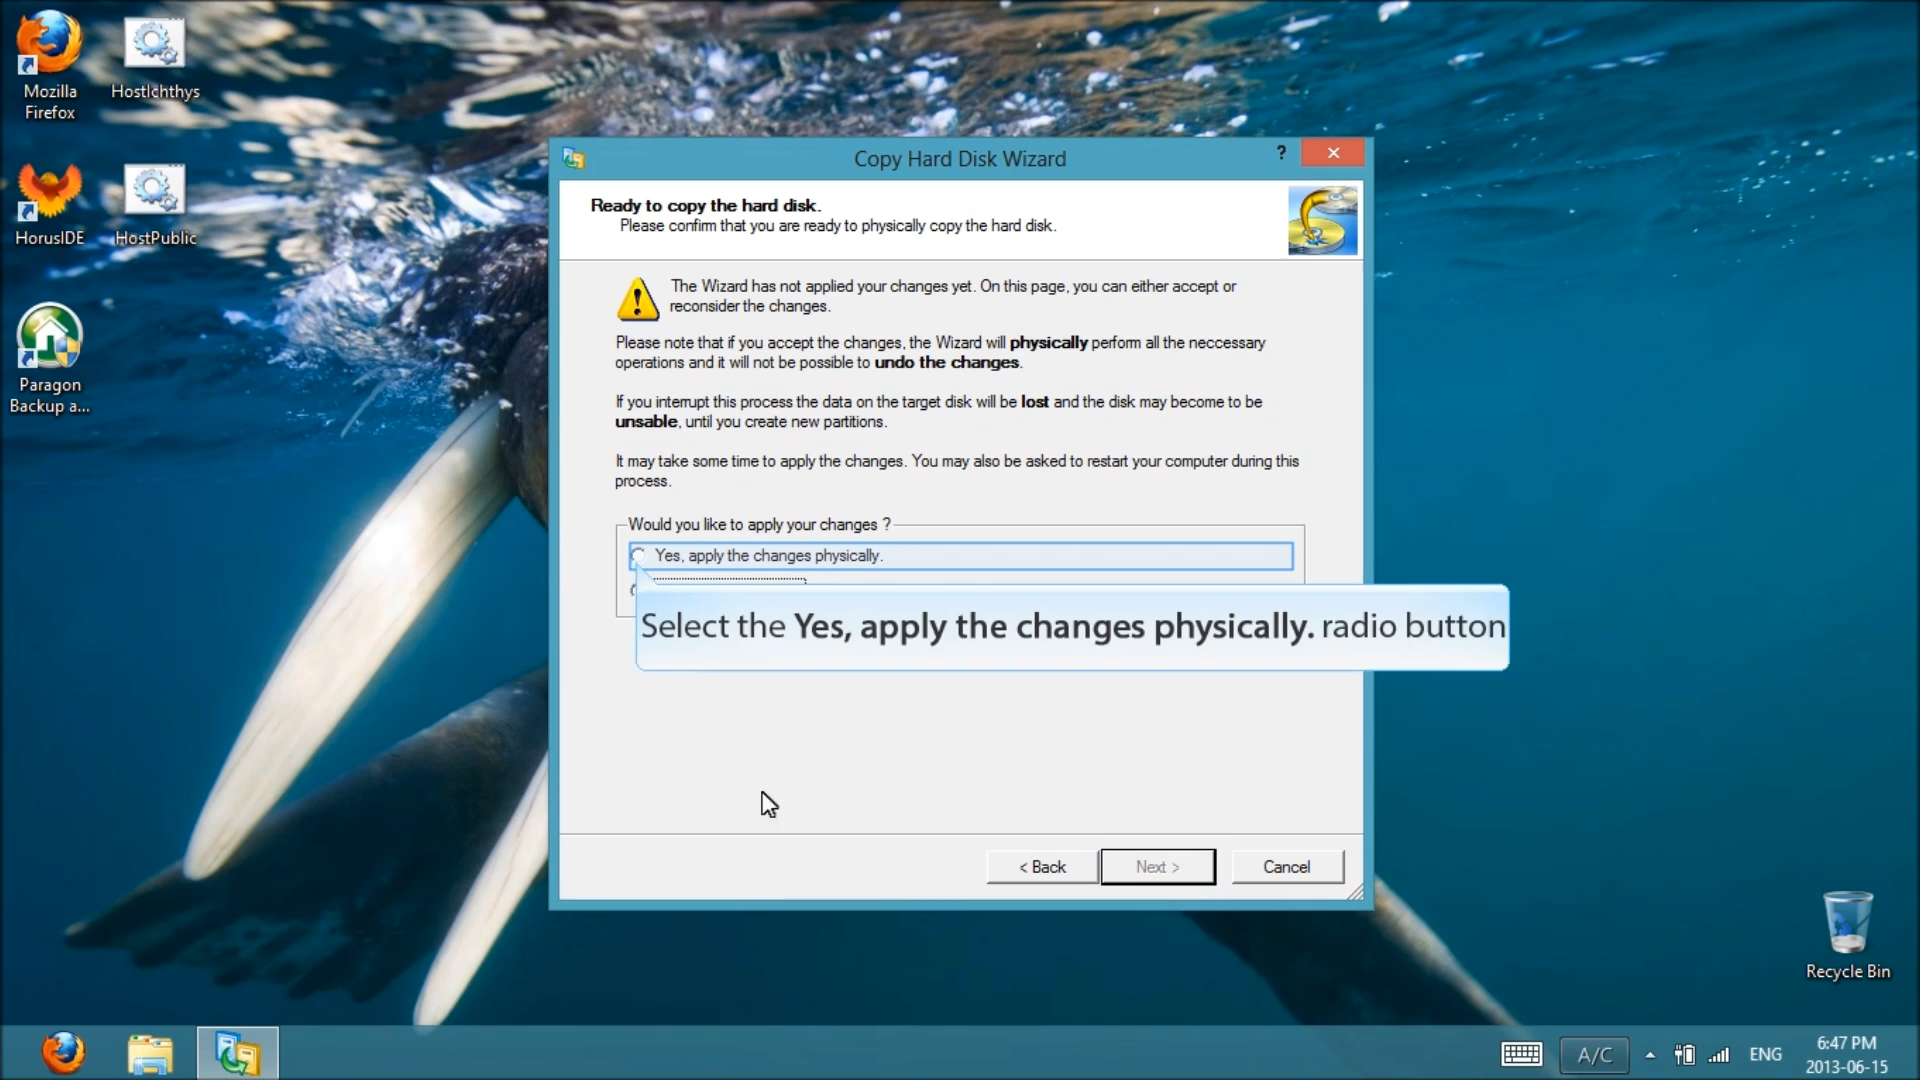 Mozilla
Firefox
HostIchthys
HorusIDE
HostPublic
Paragon
Backup a...
Copy Hard Disk Wizard
?
Ready to copy the hard disk.
Please confirm that you are ready to physically copy the hard disk.
The Wizard has not applied your changes yet. On this page, you can either accept or
reconsider the changes.
Please note that if you accept the changes, the Wizard will physically perform all the neccessary
operations and it will not be possible to undo the changes.
If you interrupt this process the data on the target disk will be lost and the disk may become to be
unsable, until you create new partitions.
It may take some time to apply the changes. You may also be asked to restart your computer during this
process.
Would you like to apply your changes ?
Yes, apply the changes physically.
Select the Yes, apply the changes physically. radio button
< Back
Next >
Cancel
Recycle Bin
A/C
ENG
6:47 PM
2013-06-15